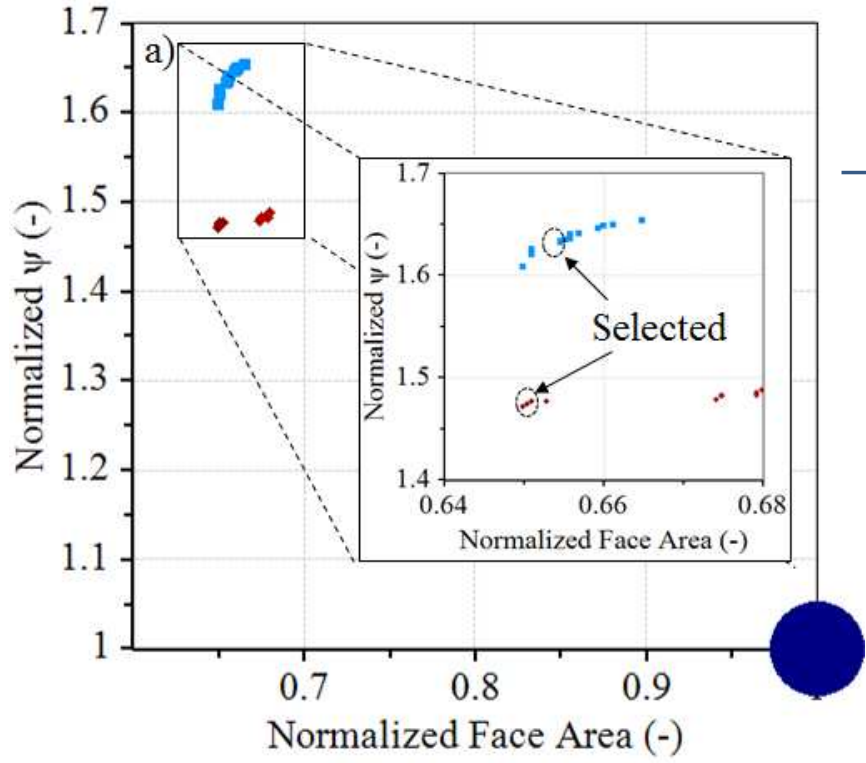 1.7
a)
1.6
1.5
1.4
1.3
1.2
1.1
1
Normalized ψ (-)
0.7 0.8 0.9
Normalized Face Area (-)
1.7
1.6
1.5
1.4
Normalized ψ (-)
Selected
0.64 0.66 0.68
Normalized Face Area (-)